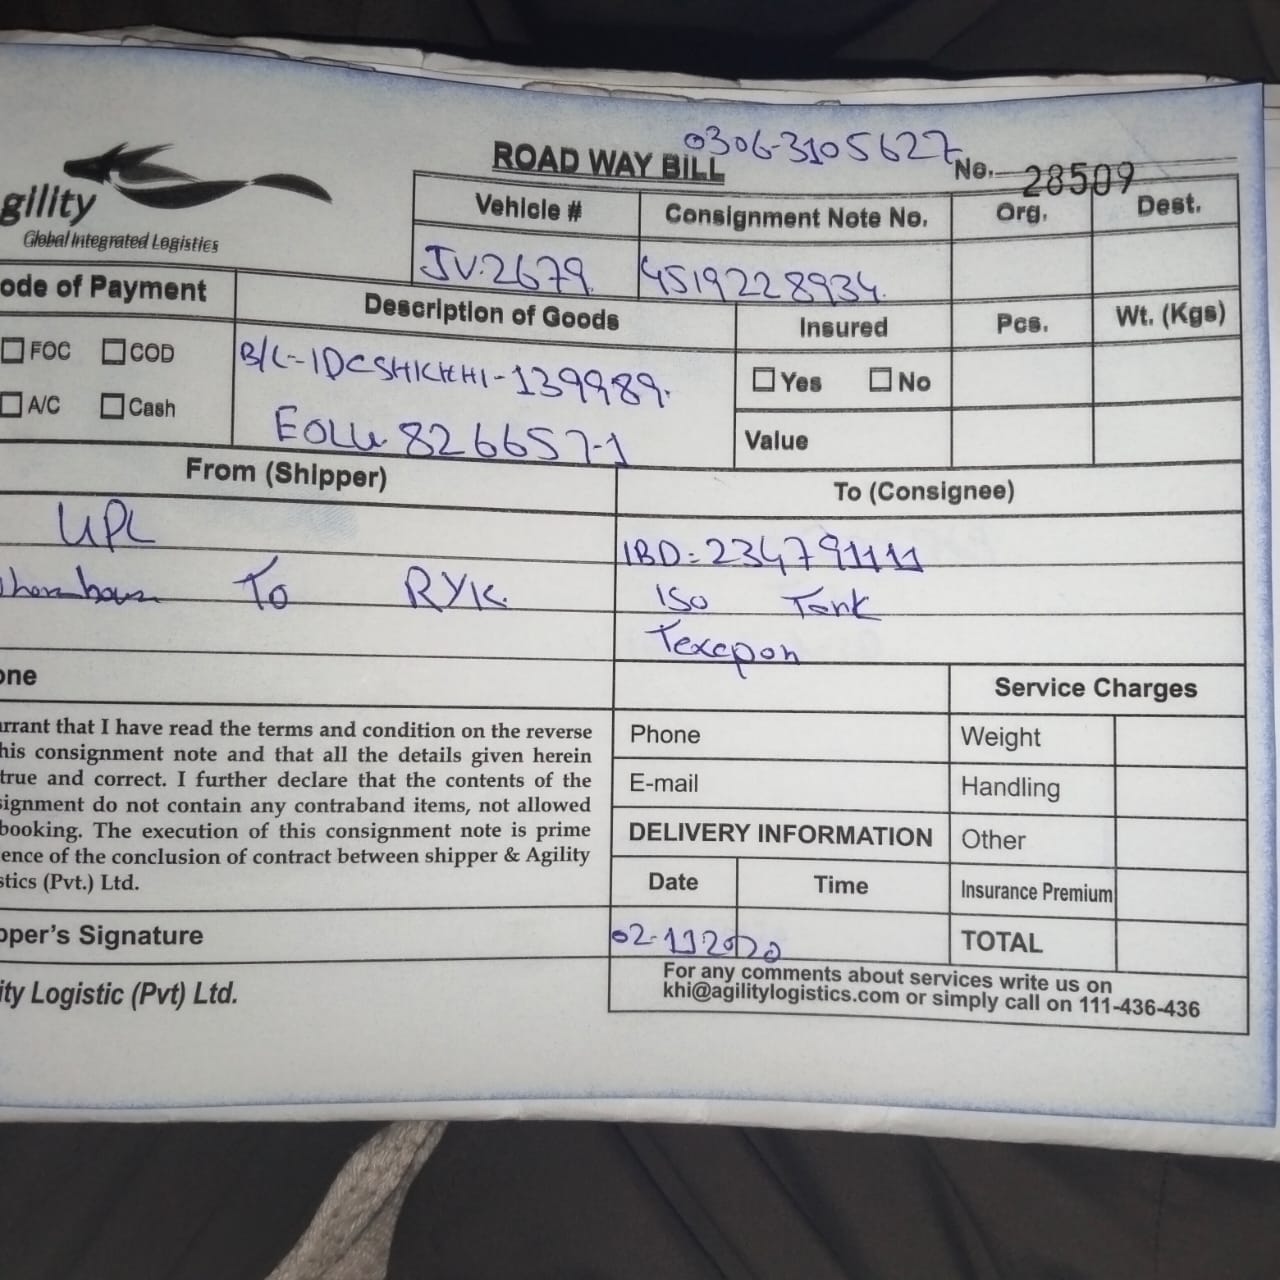 0306-3105627
ROAD WAY BILL
No. 28509
gility
Global Integrated Logistics
Vehicle # Consignment Note No. Org. Dest.
JV.2679 4519228934
ode of Payment Description of Goods Insured Pcs. Wt. (Kgs)
FOC COD B/L-IDCSHKHHI-139989. Yes No
A/C Cash EOLU 826657-1 Value
From (Shipper) To (Consignee)
UPL IBD: 234791111
To RYK. ISO Tank
Texapon
one Service Charges
arrant that I have read the terms and condition on the reverse
his consignment note and that all the details given herein
true and correct. I further declare that the contents of the
signment do not contain any contraband items, not allowed
booking. The execution of this consignment note is prime
ence of the conclusion of contract between shipper & Agility
stics (Pvt.) Ltd.
Phone Weight
E-mail Handling
DELIVERY INFORMATION Other
Date Time Insurance Premium
pper's Signature 02-112020 TOTAL
ity Logistic (Pvt) Ltd.
For any comments about services write us on
khi@agilitylogistics.com or simply call on 111-436-436